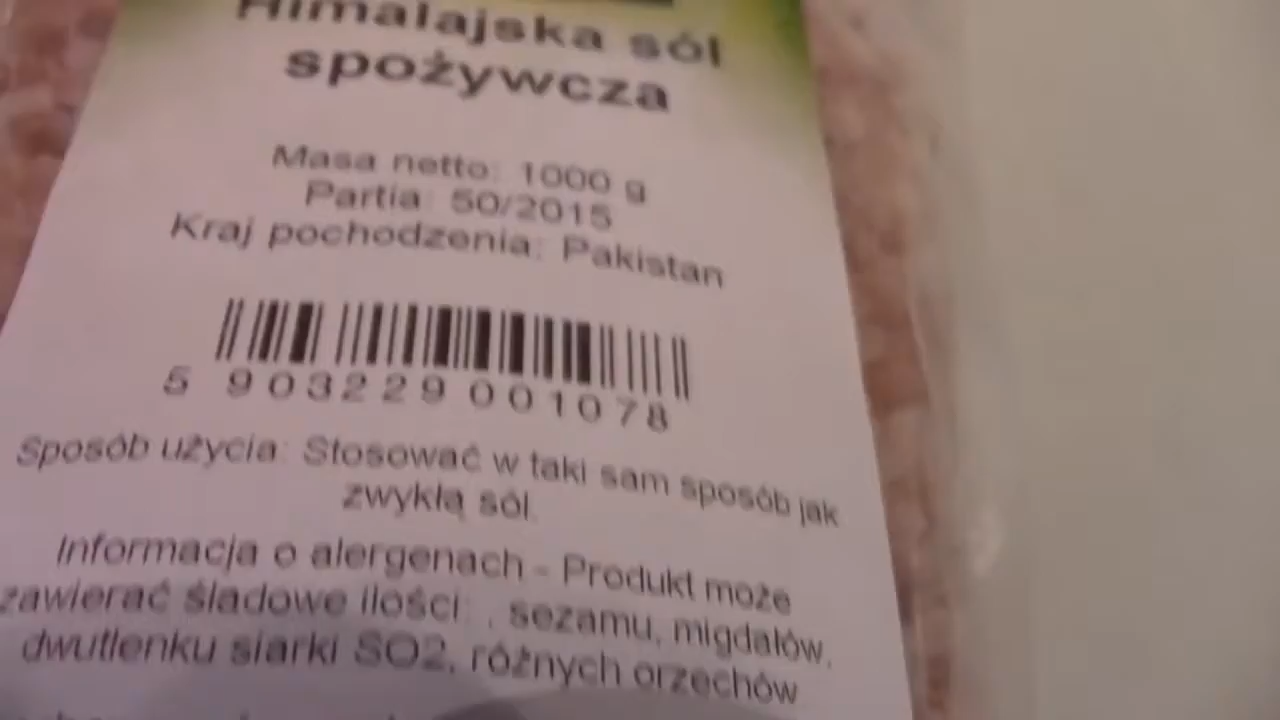 Himalajska sól
spożywcza
Masa netto: 1000 g
Partia: 50/2015
Kraj pochodzenia: Pakistan
5 903229 001078
Sposób użycia: Stosować w taki sam sposób jak
zwykłą sól.
Informacja o alergenach - Produkt może
zawierać śladowe ilości: , sezamu, migdałów,
dwutlenku siarki SO2, różnych orzechów